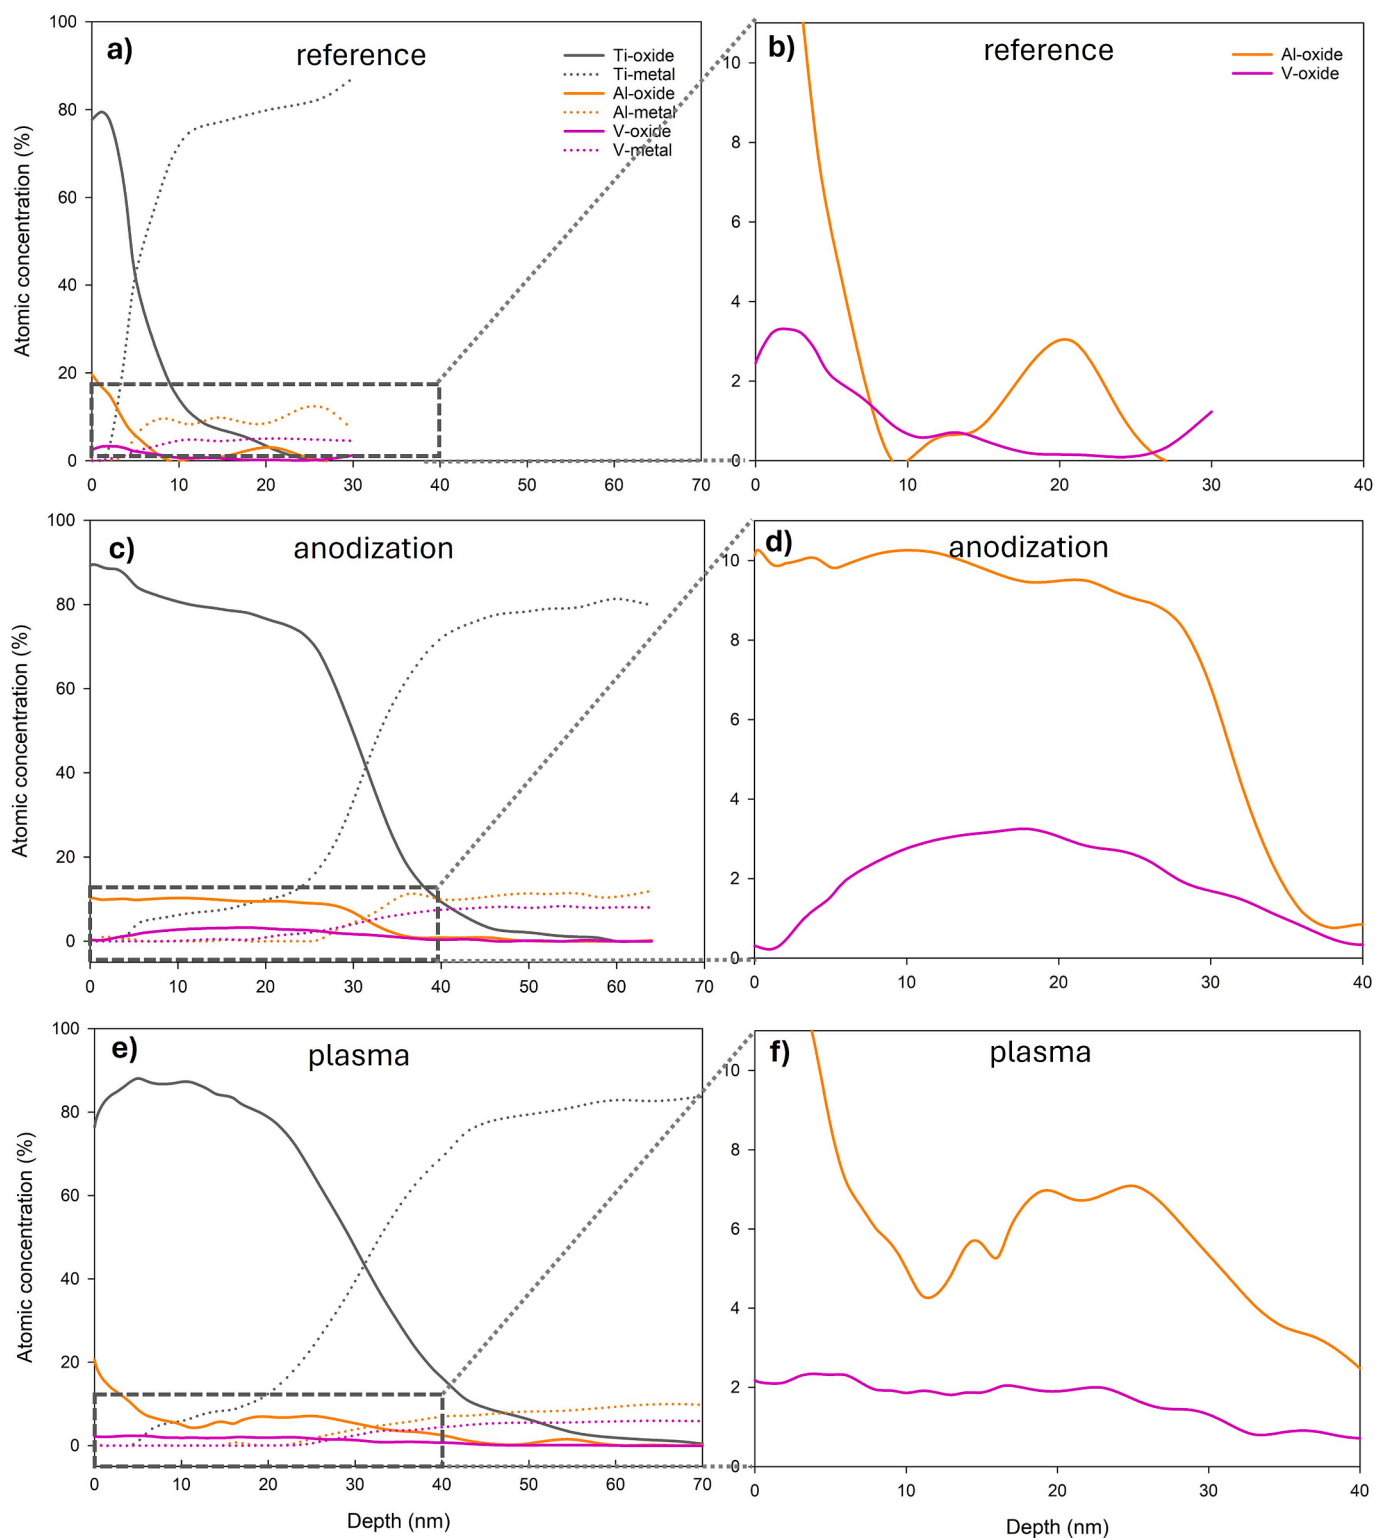 a)
reference
Ti-oxide
Ti-metal
Al-oxide
Al-metal
V-oxide
V-metal
Atomic concentration (%)
100
80
60
40
20
0
0 10 20 30 40 50 60 70
b)
reference
Al-oxide
V-oxide
10
8
6
4
2
0
0 10 20 30 40
c)
anodization
Atomic concentration (%)
100
80
60
40
20
0
0 10 20 30 40 50 60 70
d)
anodization
10
8
6
4
2
0
0 10 20 30 40
e)
plasma
Atomic concentration (%)
100
80
60
40
20
0
0 10 20 30 40 50 60 70
Depth (nm)
f)
plasma
10
8
6
4
2
0
0 10 20 30 40
Depth (nm)